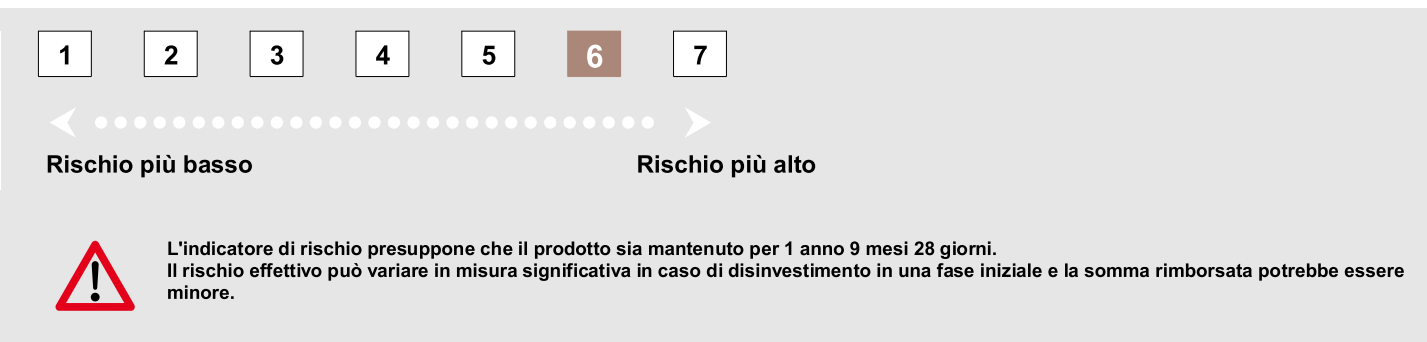 1 2 3 4 5 6 7
Rischio più basso Rischio più alto
L'indicatore di rischio presuppone che il prodotto sia mantenuto per 1 anno 9 mesi 28 giorni.
Il rischio effettivo può variare in misura significativa in caso di disinvestimento in una fase iniziale e la somma rimborsata potrebbe essere
minore.